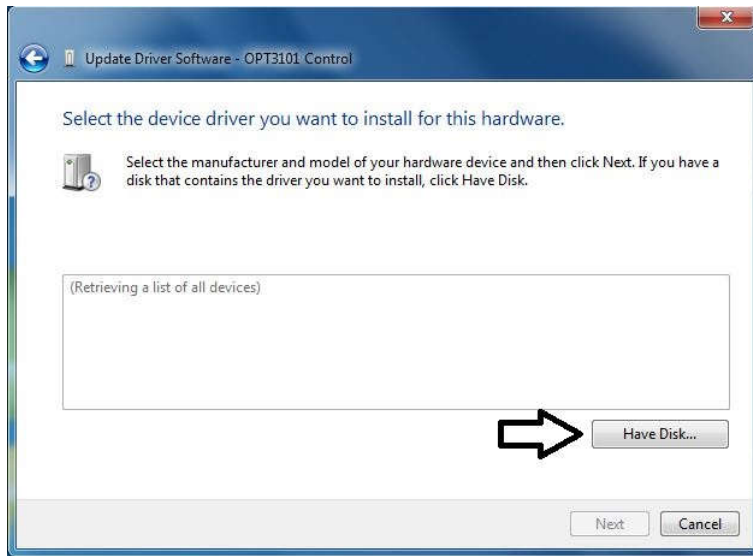 Update Driver Software - OPT3101 Control
Select the device driver you want to install for this hardware.
Select the manufacturer and model of your hardware device and then click Next. If you have a
disk that contains the driver you want to install, click Have Disk.
(Retrieving a list of all devices)
Have Disk...
Next Cancel